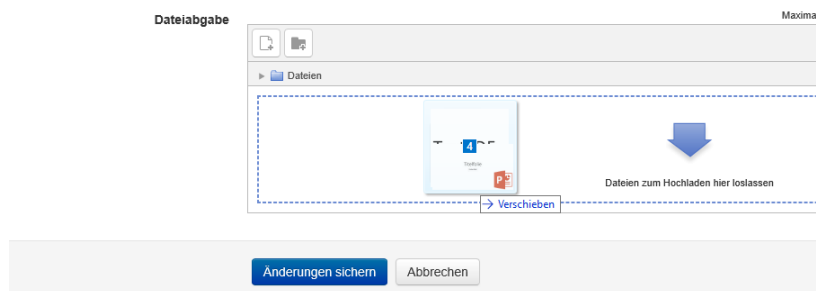 Dateiabgabe
Maxima
Dateien
4
Dateien zum Hochladen hier loslassen
Verschieben
Änderungen sichern
Abbrechen